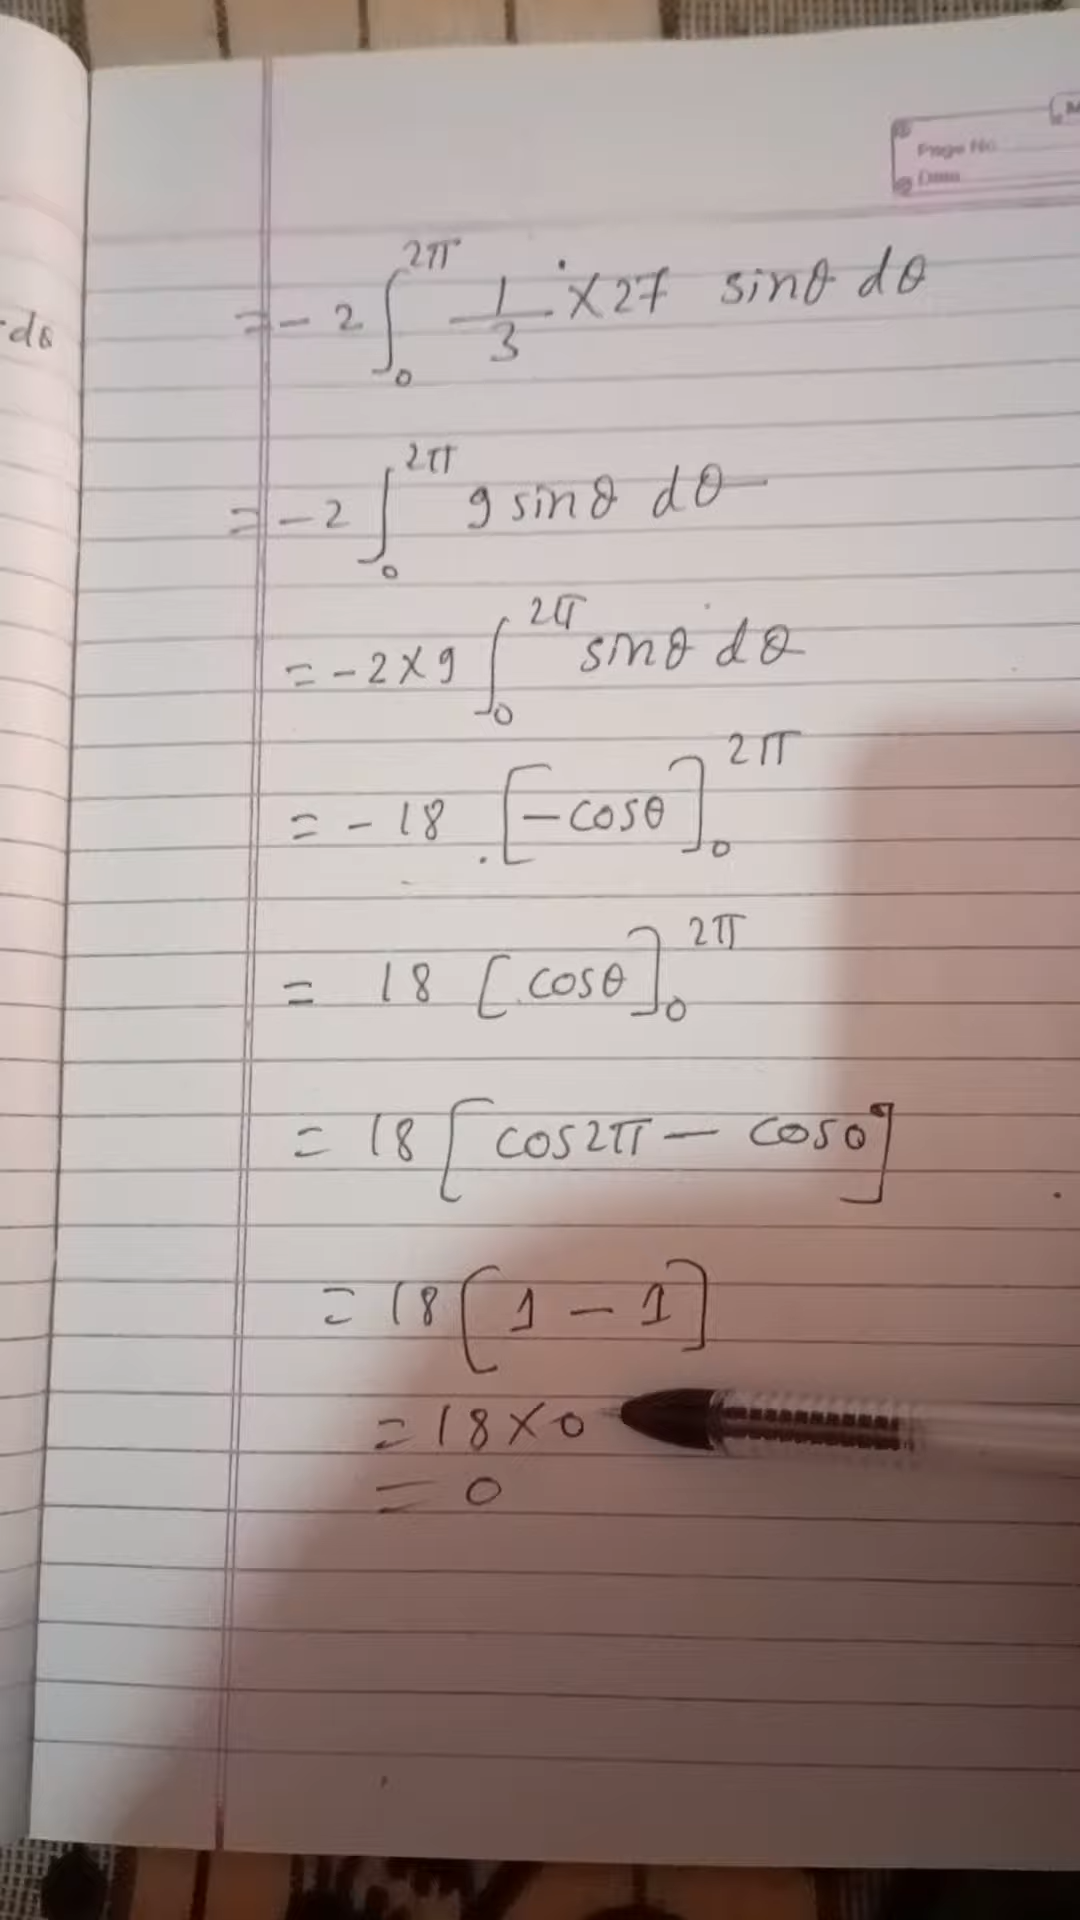 Page No.
Date
dθ
= -2 ∫₀^2π 1/3 × 27 sinθ dθ
= -2 ∫₀^2π 9 sinθ dθ
= -2×9 ∫₀^2π sinθ dθ
= -18 [-cosθ]₀^2π
= 18 [cosθ]₀^2π
= 18 [cos2π - cos0]
= 18 [1 - 1]
= 18×0
= 0